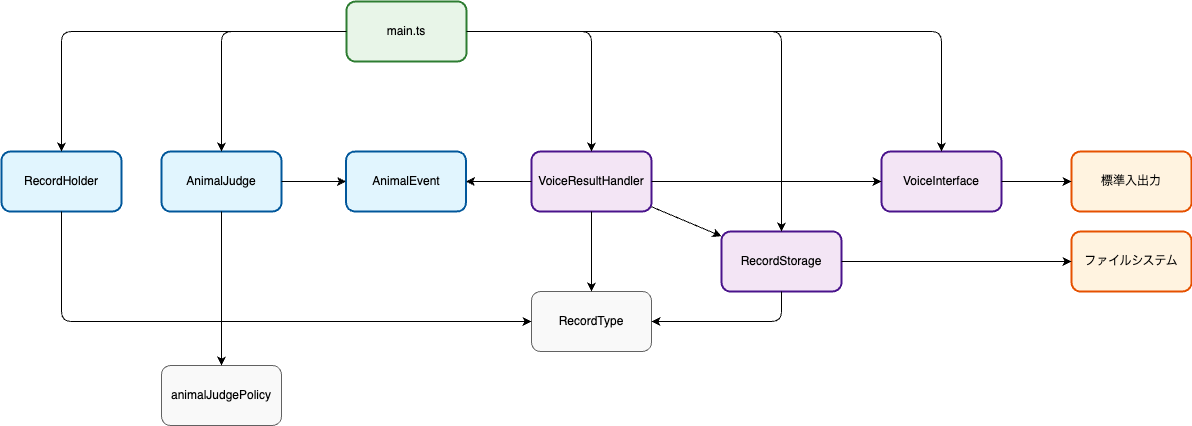 main.ts
RecordHolder
AnimalJudge
AnimalEvent
VoiceResultHandler
VoiceInterface
標準入出力
RecordStorage
ファイルシステム
RecordType
animalJudgePolicy